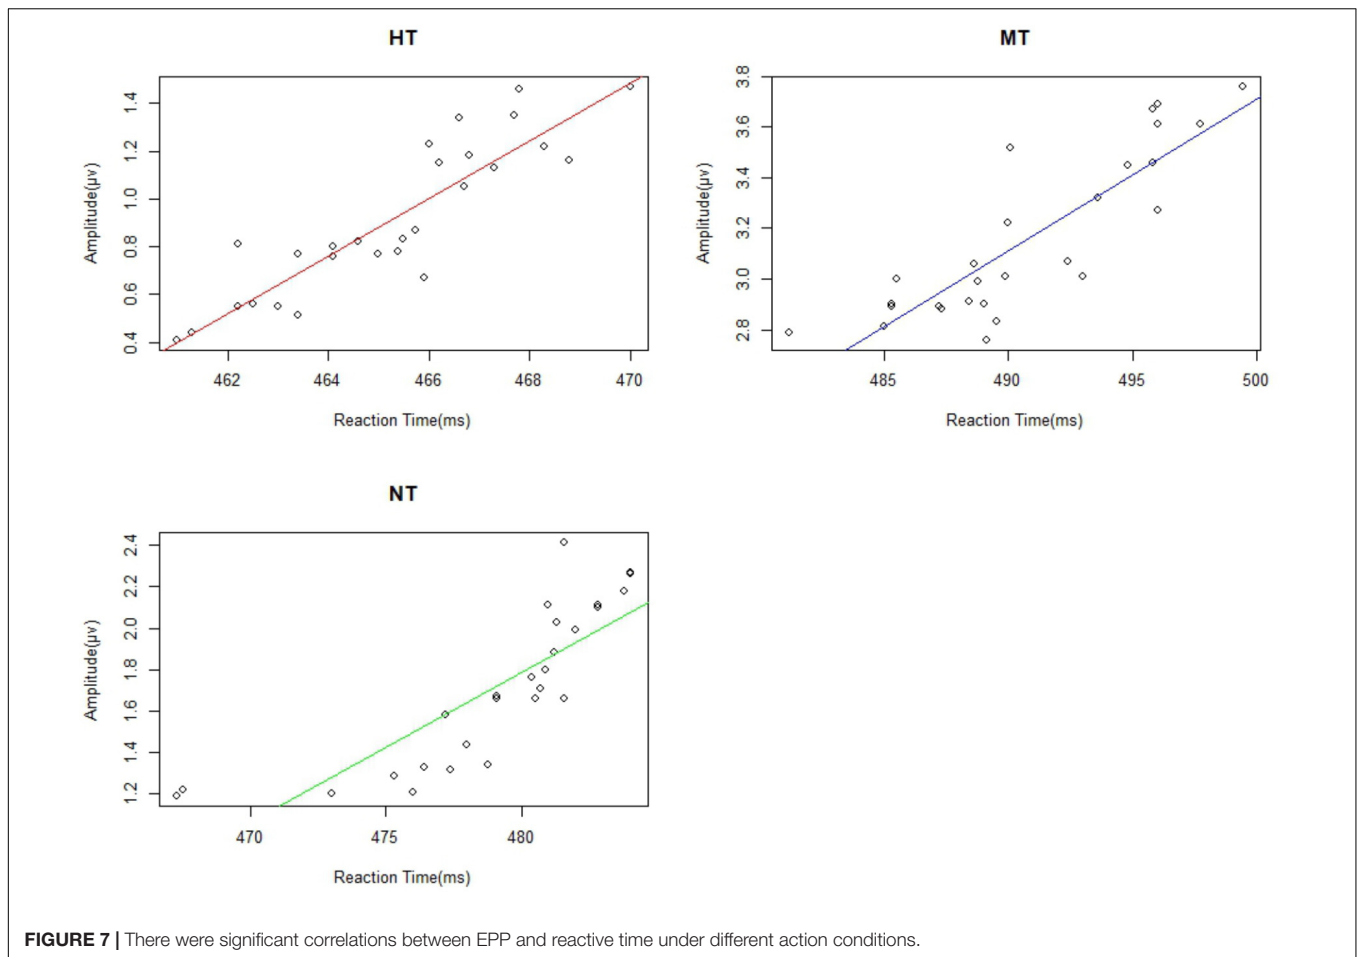 HT
Amplitude(µv)
0.4 0.6 0.8 1.0 1.2 1.4
462 464 466 468 470
Reaction Time(ms)
MT
Amplitude(µv)
2.8 3.0 3.2 3.4 3.6 3.8
485 490 495 500
Reaction Time(ms)
NT
Amplitude(µv)
1.2 1.4 1.6 1.8 2.0 2.2 2.4
470 475 480
Reaction Time(ms)
FIGURE 7 | There were significant correlations between EPP and reactive time under different action conditions.